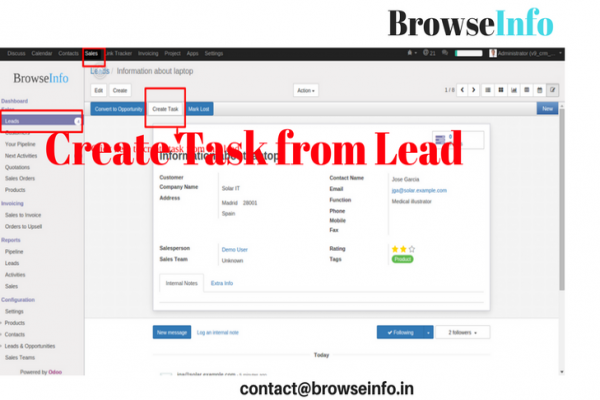 BrowseInfo
Discuss Calendar Contacts Sales Link Tracker Invoicing Project Apps Settings
21
Administrator (v9_crm_...
BrowseInfo
Leads / Information about laptop
Edit Create Action 1 / 8
Convert to Opportunity Create Task Mark Lost New
Dashboard
Sales
Leads
Customers
Your Pipeline
Next Activities
Quotations
Sales Orders
Products
Invoicing
Sales to Invoice
Orders to Upsell
Reports
Pipeline
Leads
Activities
Sales
Configuration
Settings
Products
Contacts
Leads & Opportunities
Sales Teams
Powered by Odoo
Create Task from Lead
Information about laptop
Customer
Company Name Solar IT
Address
Madrid 28001
Spain
Contact Name Jose Garcia
Email jga@solar.example.com
Function Medical illustrator
Phone
Mobile
Fax
Salesperson Demo User
Sales Team Unknown
Rating
Tags Product
Internal Notes Extra Info
New message Log an internal note Following 2 followers
Today
contact@browseinfo.in